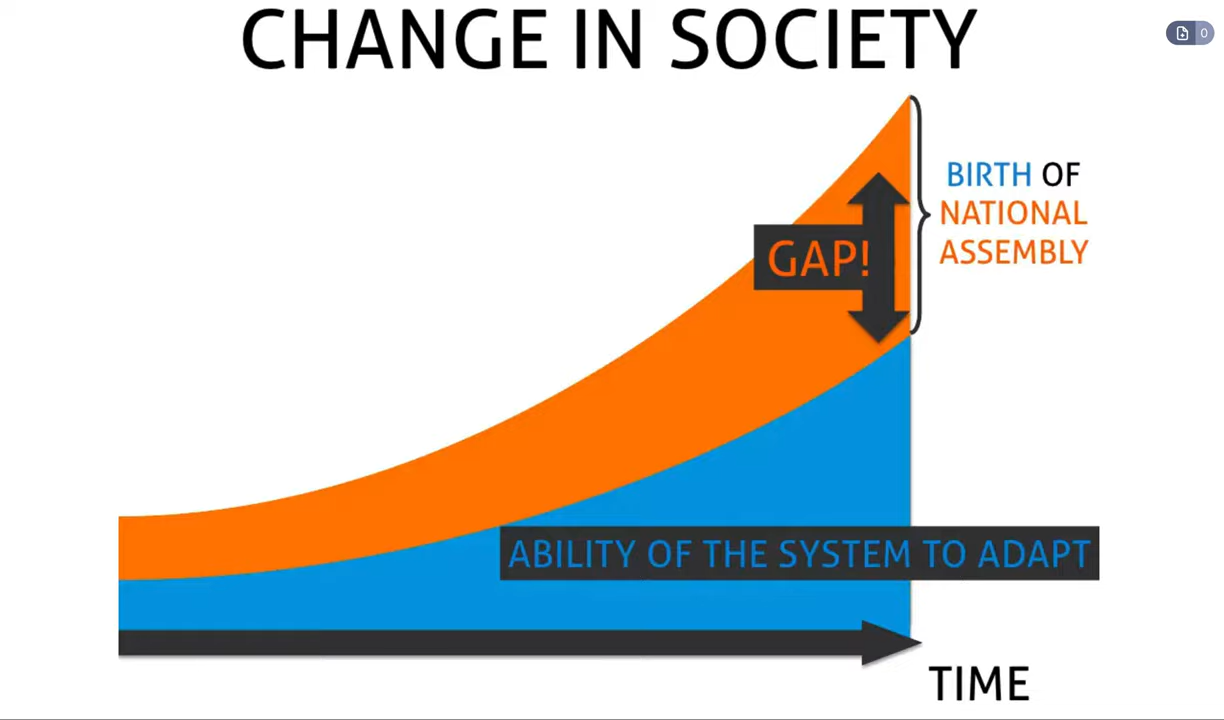 CHANGE IN SOCIETY
0
BIRTH OF
NATIONAL
ASSEMBLY
GAP!
ABILITY OF THE SYSTEM TO ADAPT
TIME